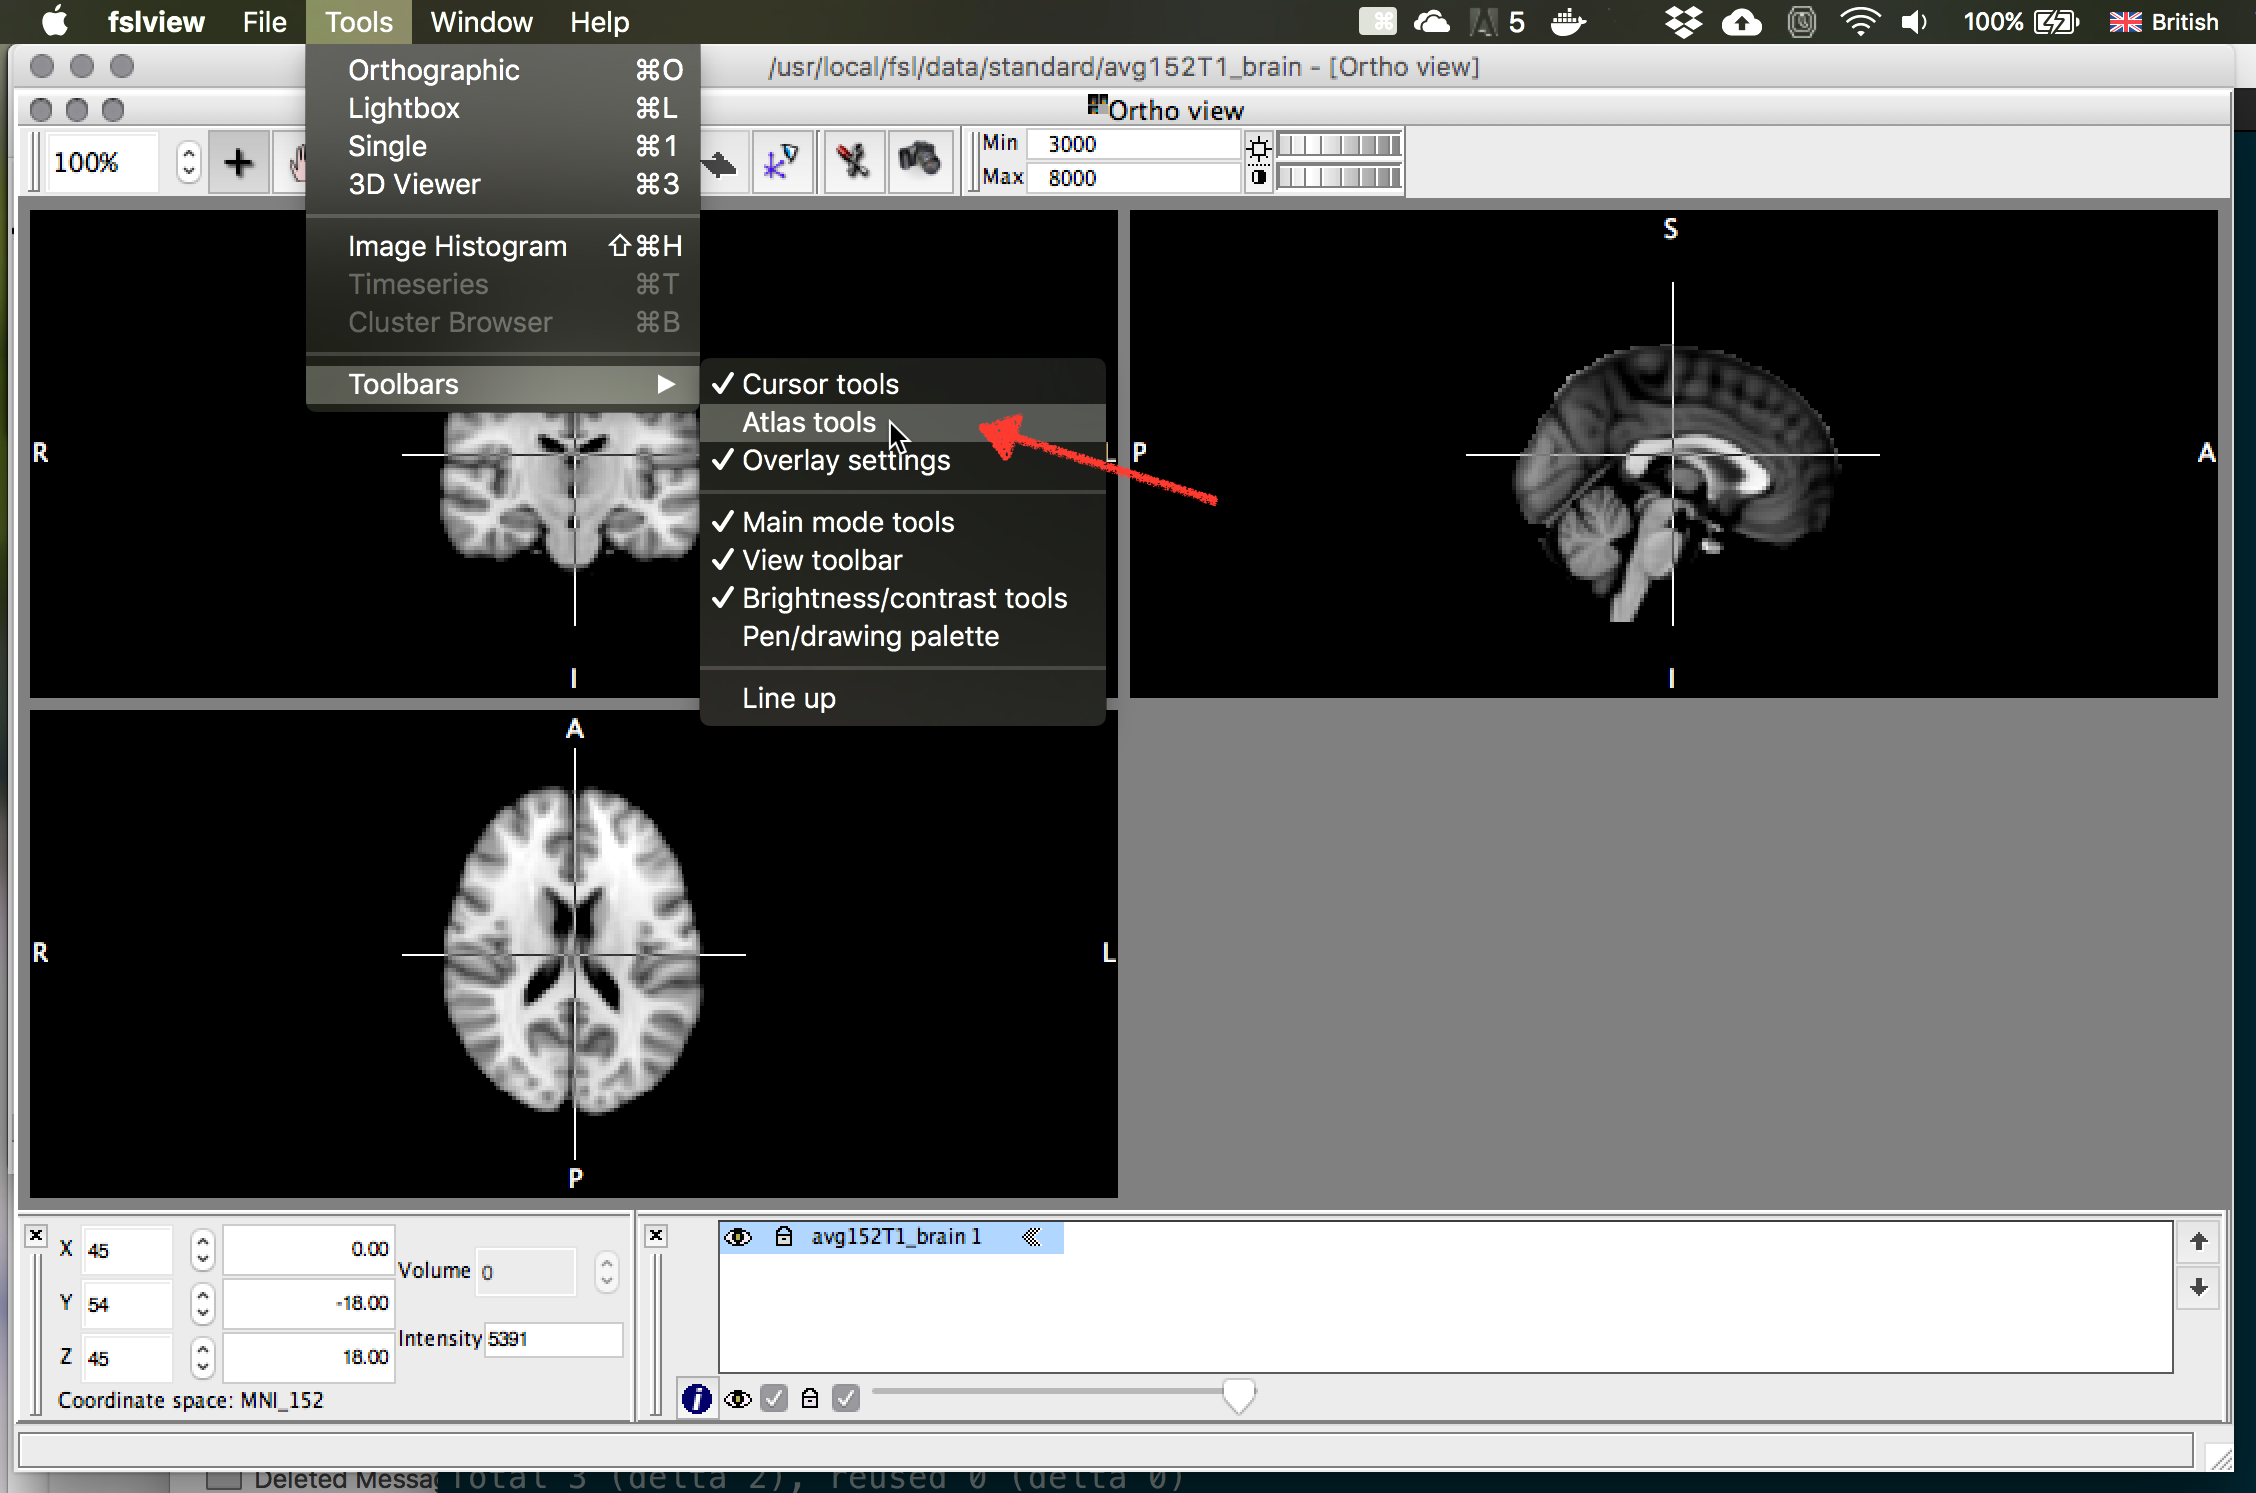 fslview File Tools Window Help 5 100% British
/usr/local/fsl/data/standard/avg152T1_brain - [Ortho view]
Ortho view
Orthographic ⌘O
Lightbox ⌘L
Single ⌘1
3D Viewer ⌘3
Image Histogram ⇧⌘H
Timeseries ⌘T
Cluster Browser ⌘B
Toolbars ▶
✓ Cursor tools
Atlas tools
✓ Overlay settings
✓ Main mode tools
✓ View toolbar
✓ Brightness/contrast tools
Pen/drawing palette
Line up
100%
Min 3000
Max 8000
R
L
I
S
P
A
I
A
R
L
P
X 45 0.00
Y 54 -18.00
Z 45 18.00
Volume 0
Intensity 5391
Coordinate space: MNI_152
avg152T1_brain 1
Deleted Messa
Total 3 (delta 2), reused 0 (delta 0)